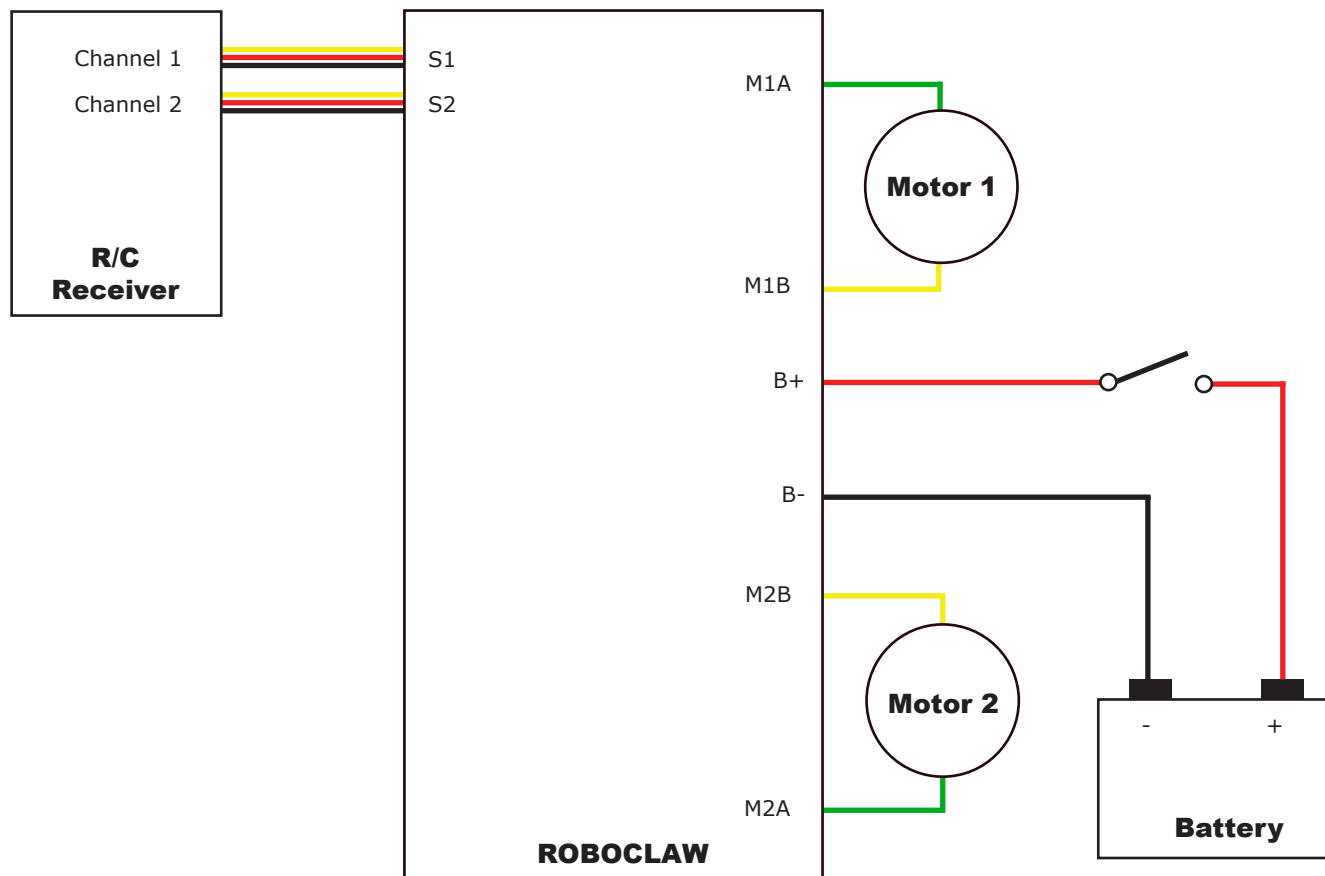 Channel 1
Channel 2
R/C
Receiver
S1
S2
M1A
M1B
B+
B-
M2B
M2A
ROBOCLAW
Motor 1
Motor 2
- +
Battery